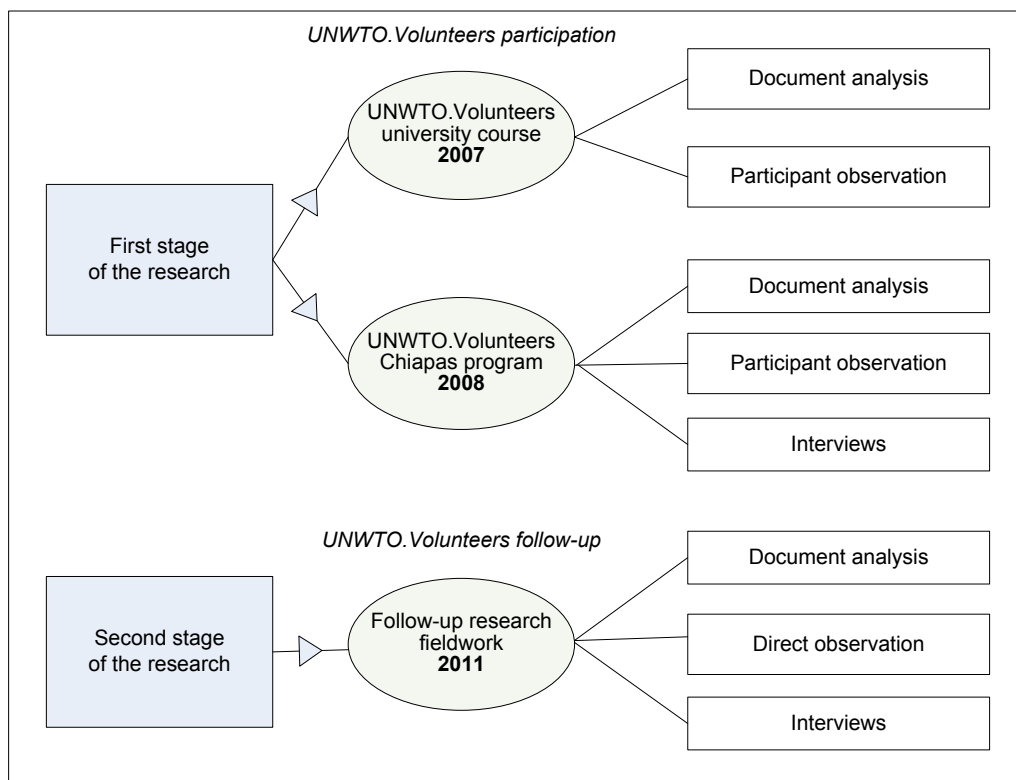 UNWTO.Volunteers participation
First stage
of the research
UNWTO.Volunteers
university course
2007
Document analysis
Participant observation
UNWTO.Volunteers
Chiapas program
2008
Document analysis
Participant observation
Interviews
UNWTO.Volunteers follow-up
Second stage
of the research
Follow-up research
fieldwork
2011
Document analysis
Direct observation
Interviews